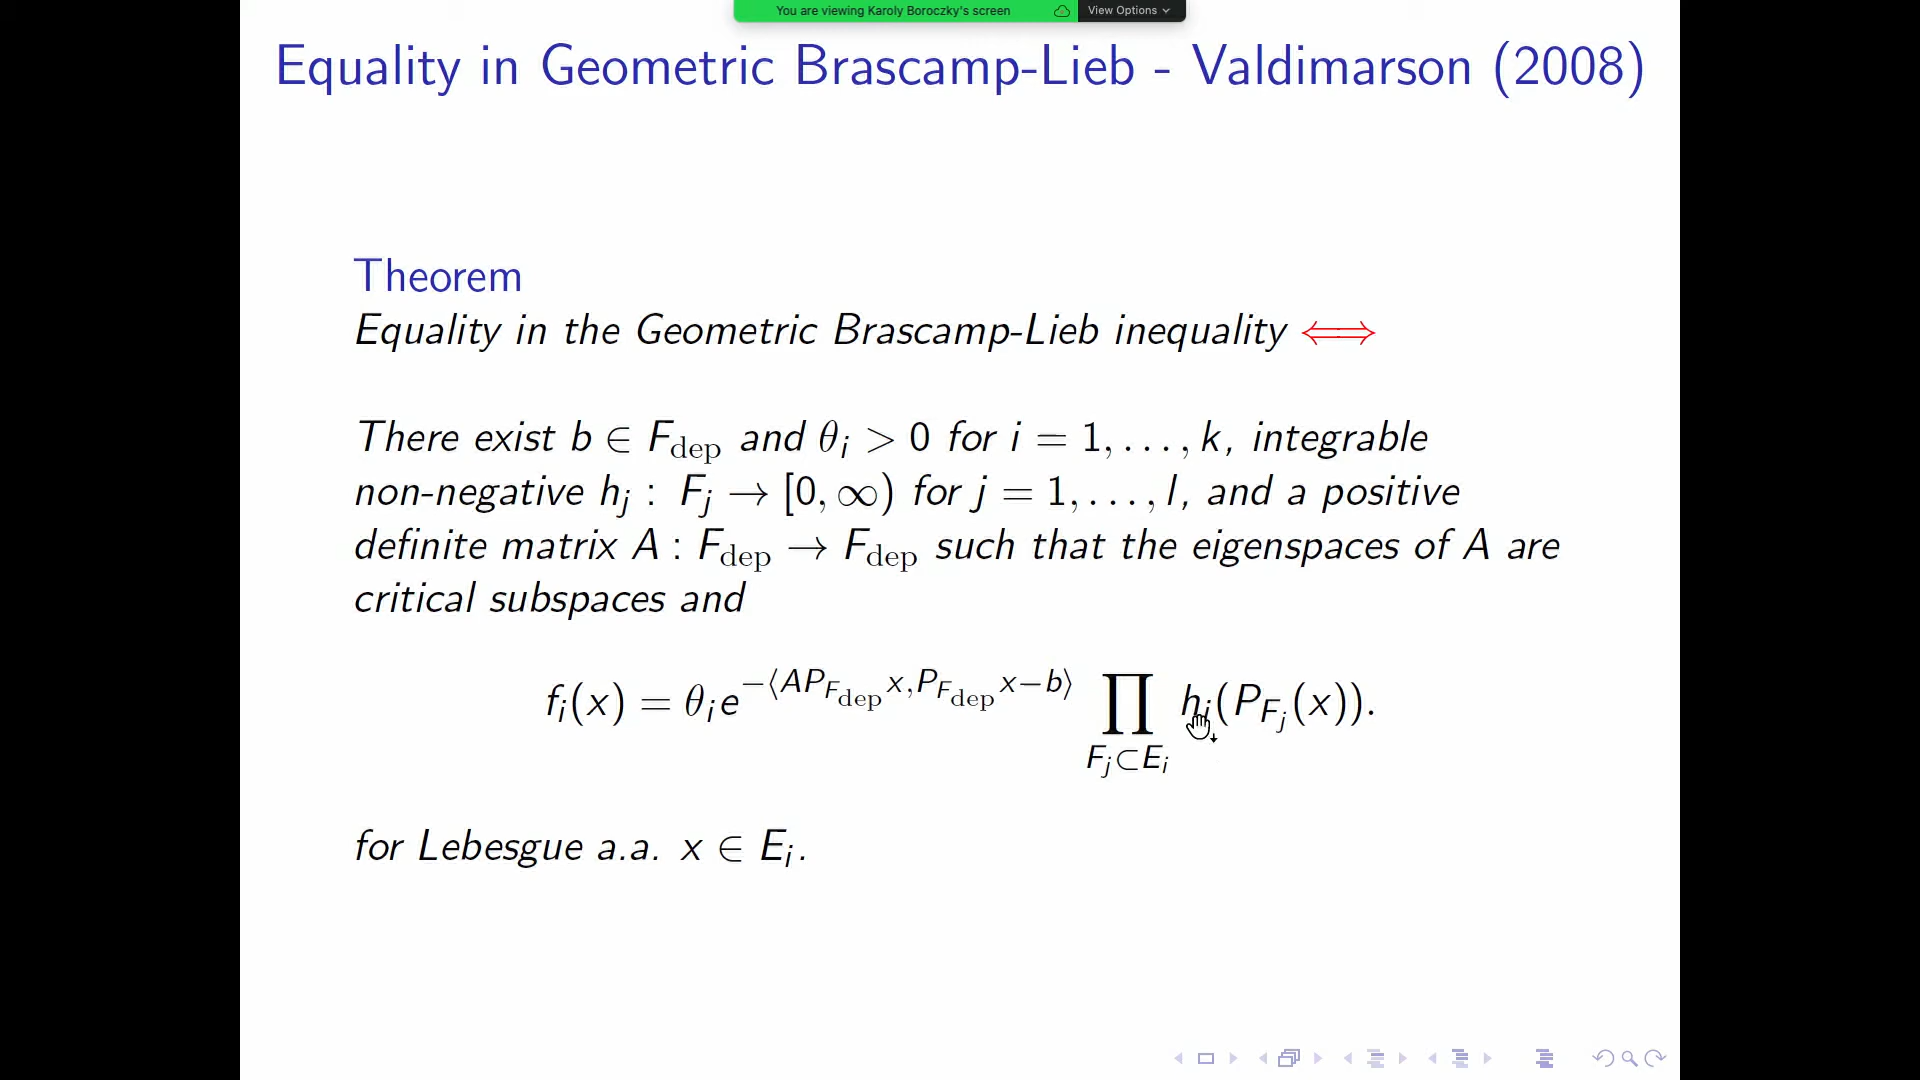 You are viewing Karoly Boroczky's screen View Options
Equality in Geometric Brascamp-Lieb - Valdimarson (2008)
Theorem
Equality in the Geometric Brascamp-Lieb inequality ⟺
There exist b ∈ F_dep and θ_i > 0 for i = 1, . . . , k, integrable
non-negative h_j : F_j → [0, ∞) for j = 1, . . . , l, and a positive
definite matrix A : F_dep → F_dep such that the eigenspaces of A are
critical subspaces and
f_i(x) = θ_i e^{−⟨AP_{F_dep} x, P_{F_dep} x−b⟩} ∏_{F_j⊂E_i} h_j(P_{F_j}(x)).
for Lebesgue a.a. x ∈ E_i.